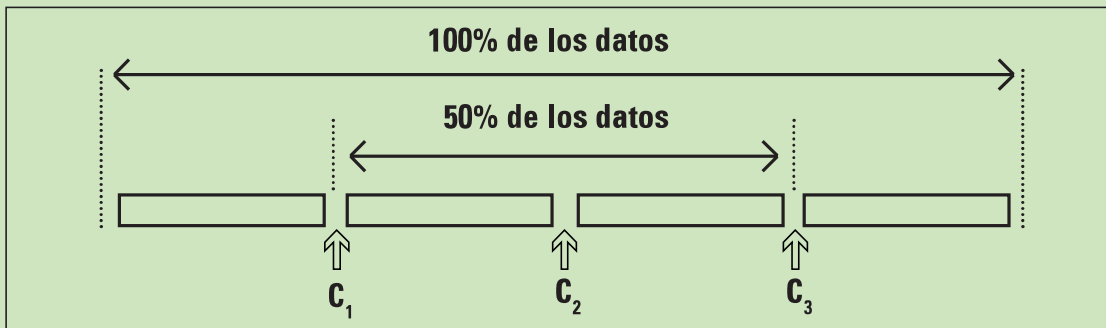 100% de los datos
50% de los datos
C₁ C₂ C₃